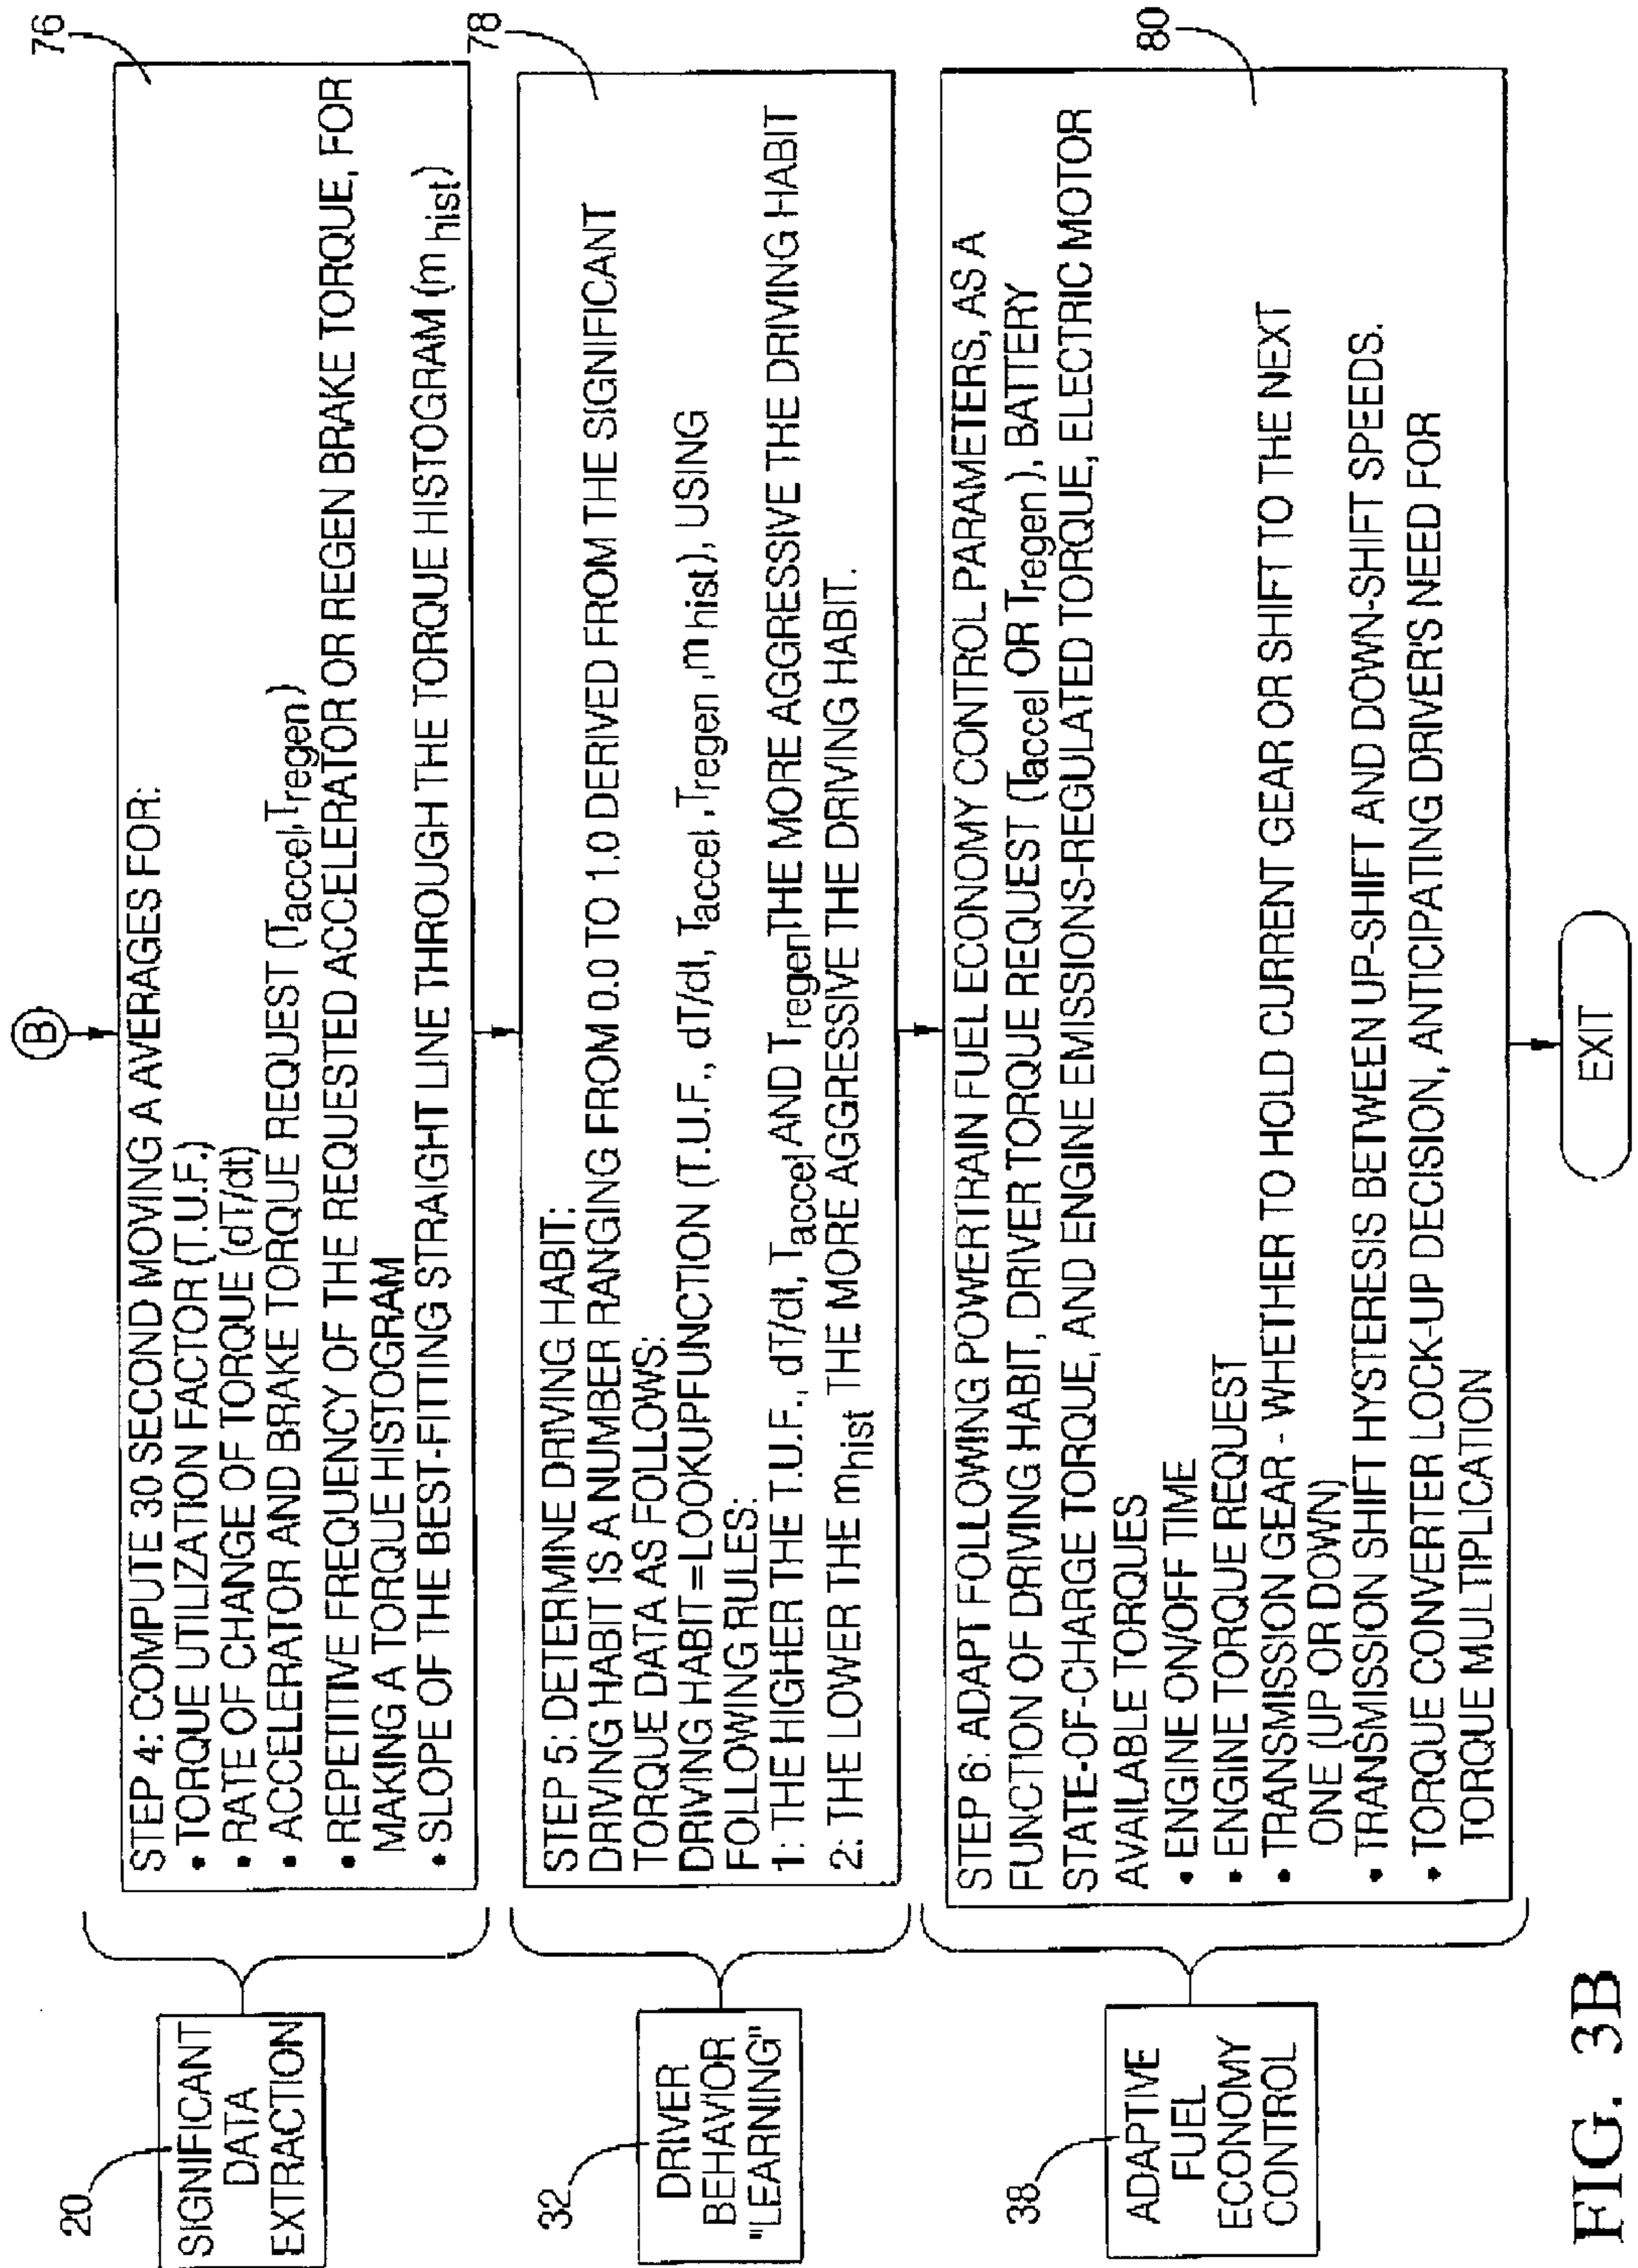 B
76
20
SIGNIFICANT
DATA
EXTRACTION
STEP 4: COMPUTE 30 SECOND MOVING A AVERAGES FOR:
• TORQUE UTILIZATION FACTOR (T.U.F.)
• RATE OF CHANGE OF TORQUE (dT/dt)
• ACCELERATOR AND BRAKE TORQUE REQUEST (Taccel, Tregen)
• REPETITIVE FREQUENCY OF THE REQUESTED ACCELERATOR OR REGEN BRAKE TORQUE, FOR
MAKING A TORQUE HISTOGRAM
• SLOPE OF THE BEST-FITTING STRAIGHT LINE THROUGH THE TORQUE HISTOGRAM (m hist)
78
32
DRIVER
BEHAVIOR
"LEARNING"
STEP 5: DETERMINE DRIVING HABIT:
DRIVING HABIT IS A NUMBER RANGING FROM 0.0 TO 1.0 DERIVED FROM THE SIGNIFICANT
TORQUE DATA AS FOLLOWS:
DRIVING HABIT = LOOKUPFUNCTION (T.U.F., dT/dt, Taccel, Tregen, m hist), USING
FOLLOWING RULES:
1: THE HIGHER THE T.U.F., dT/dt, Taccel AND Tregen THE MORE AGGRESSIVE THE DRIVING HABIT
2: THE LOWER THE mhist THE MORE AGGRESSIVE THE DRIVING HABIT.
80
38
ADAPTIVE
FUEL
ECONOMY
CONTROL
STEP 6: ADAPT FOLLOWING POWERTRAIN FUEL ECONOMY CONTROL PARAMETERS, AS A
FUNCTION OF DRIVING HABIT, DRIVER TORQUE REQUEST (Taccel OR Tregen), BATTERY
STATE-OF-CHARGE TORQUE, AND ENGINE EMISSIONS-REGULATED TORQUE, ELECTRIC MOTOR
AVAILABLE TORQUES
• ENGINE ON/OFF TIME
• ENGINE TORQUE REQUEST
• TRANSMISSION GEAR - WHETHER TO HOLD CURRENT GEAR OR SHIFT TO THE NEXT
ONE (UP OR DOWN)
• TRANSMISSION SHIFT HYSTERESIS BETWEEN UP-SHIFT AND DOWN-SHIFT SPEEDS.
• TORQUE CONVERTER LOCK-UP DECISION, ANTICIPATING DRIVER'S NEED FOR
TORQUE MULTIPLICATION
EXIT
FIG. 3B